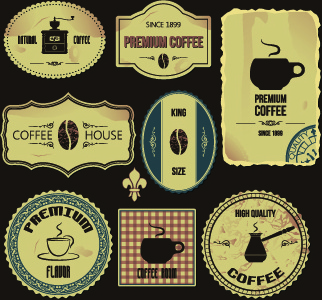 NATURAL COFFEE
SINCE 1899
PREMIUM COFFEE
PREMIUM
COFFEE
SINCE 1899
QUALITY
COFFEE HOUSE
KING
SIZE
PREMIUM
FLAVOR
HIGH QUALITY
COFFEE